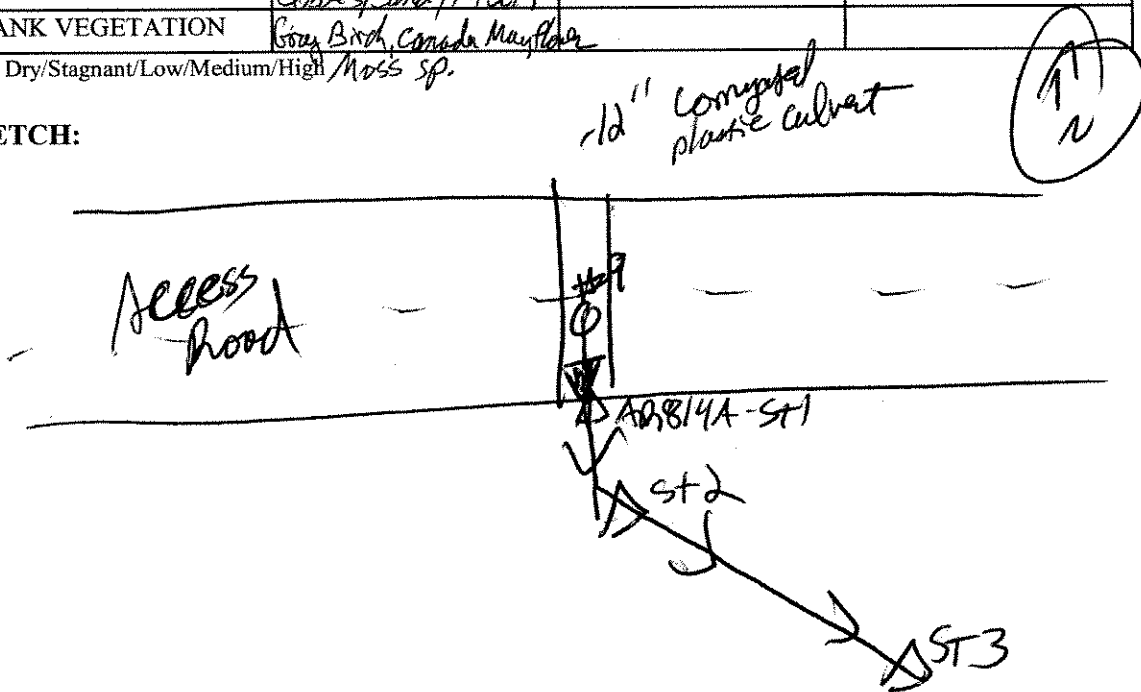 ANK VEGETATION
Gray Birch, Canada Mayflower
Dry/Stagnant/Low/Medium/High Moss sp.
ETCH:
~12" corrugated
plastic culvert
N
Access
Road
#9
St1
St2
ST3